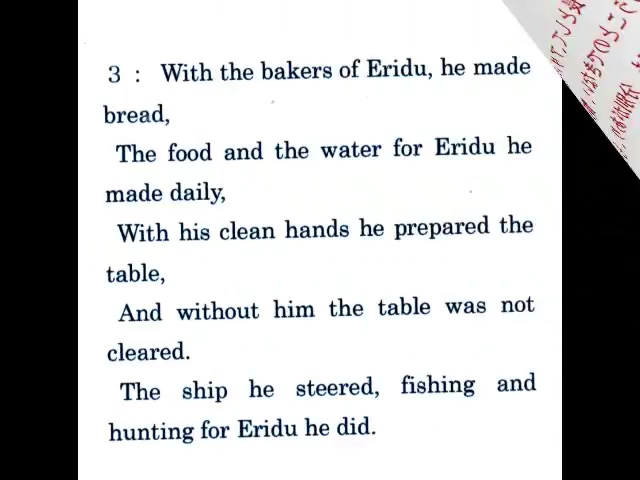 3 : With the bakers of Eridu, he made
bread,
The food and the water for Eridu he
made daily,
With his clean hands he prepared the
table,
And without him the table was not
cleared.
The ship he steered, fishing and
hunting for Eridu he did.